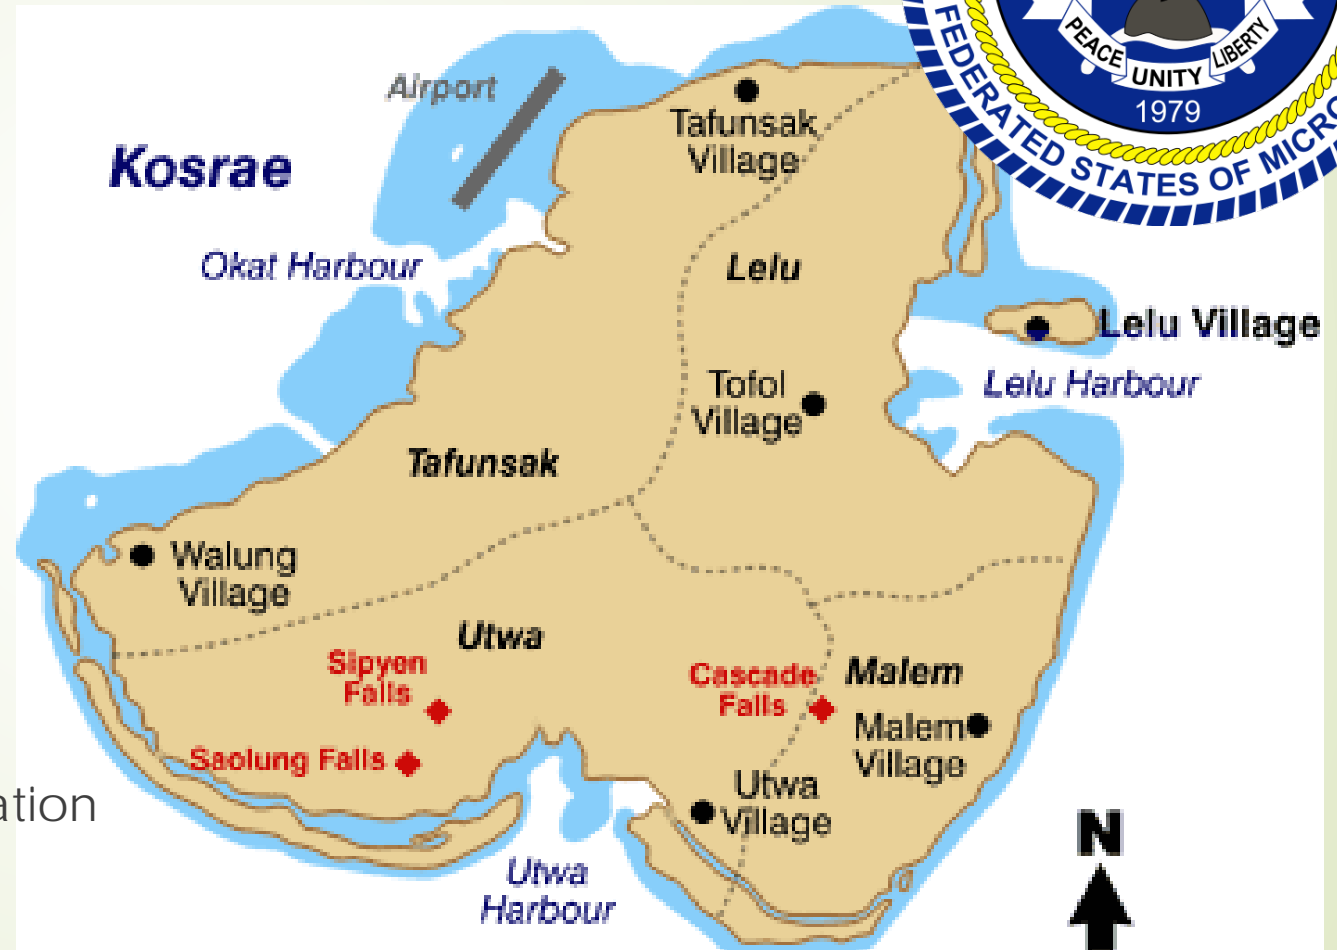 PEACE UNITY LIBERTY
1979
FEDERATED STATES OF MICRO
Airport
Kosrae
Okat Harbour
Tafunsak
Village
Lelu
Lelu Village
Lelu Harbour
Tofol
Village
Tafunsak
Walung
Village
Utwa
Sipyen
Falls
Saolung Falls
Cascade
Falls
Malem
Malem
Village
Utwa
Village
Utwa
Harbour
ation
N